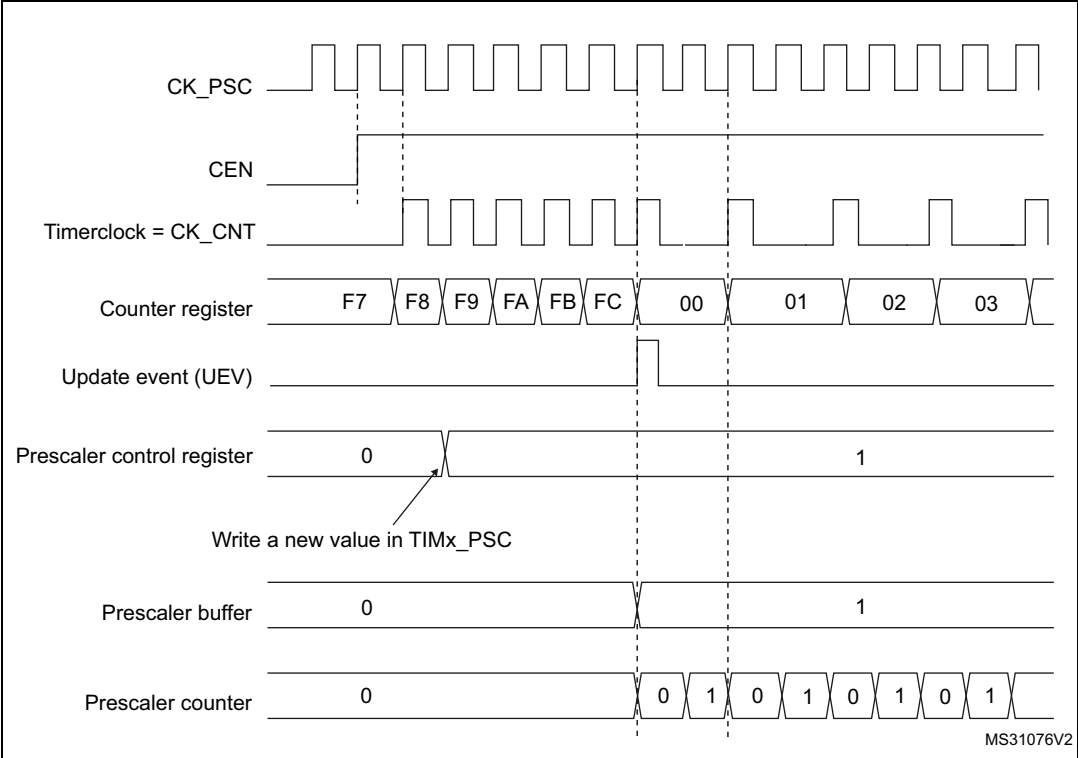 CK_PSC
CEN
Timerclock = CK_CNT
Counter register F7 F8 F9 FA FB FC 00 01 02 03
Update event (UEV)
Prescaler control register 0 1
Write a new value in TIMx_PSC
Prescaler buffer 0 1
Prescaler counter 0 0 1 0 1 0 1 0 1
MS31076V2